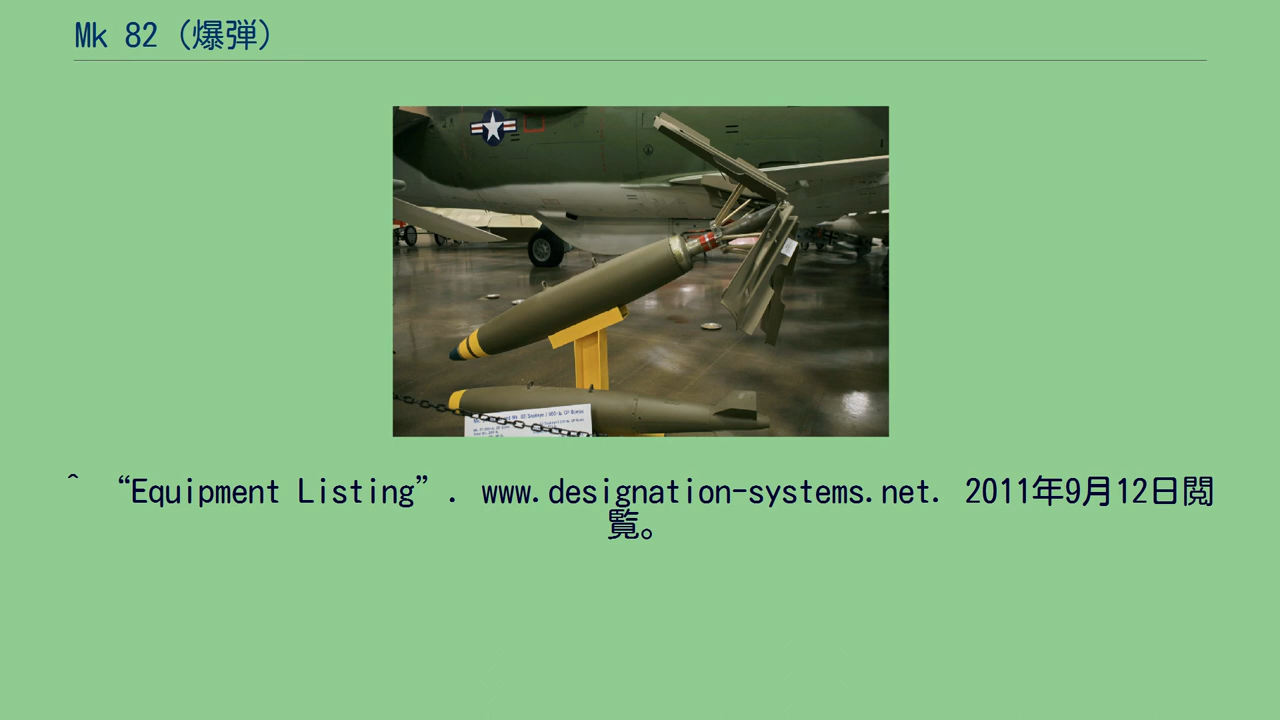 Mk 82（爆弾）
^ “Equipment Listing”. www.designation-systems.net. 2011年9月12日閲
覧。